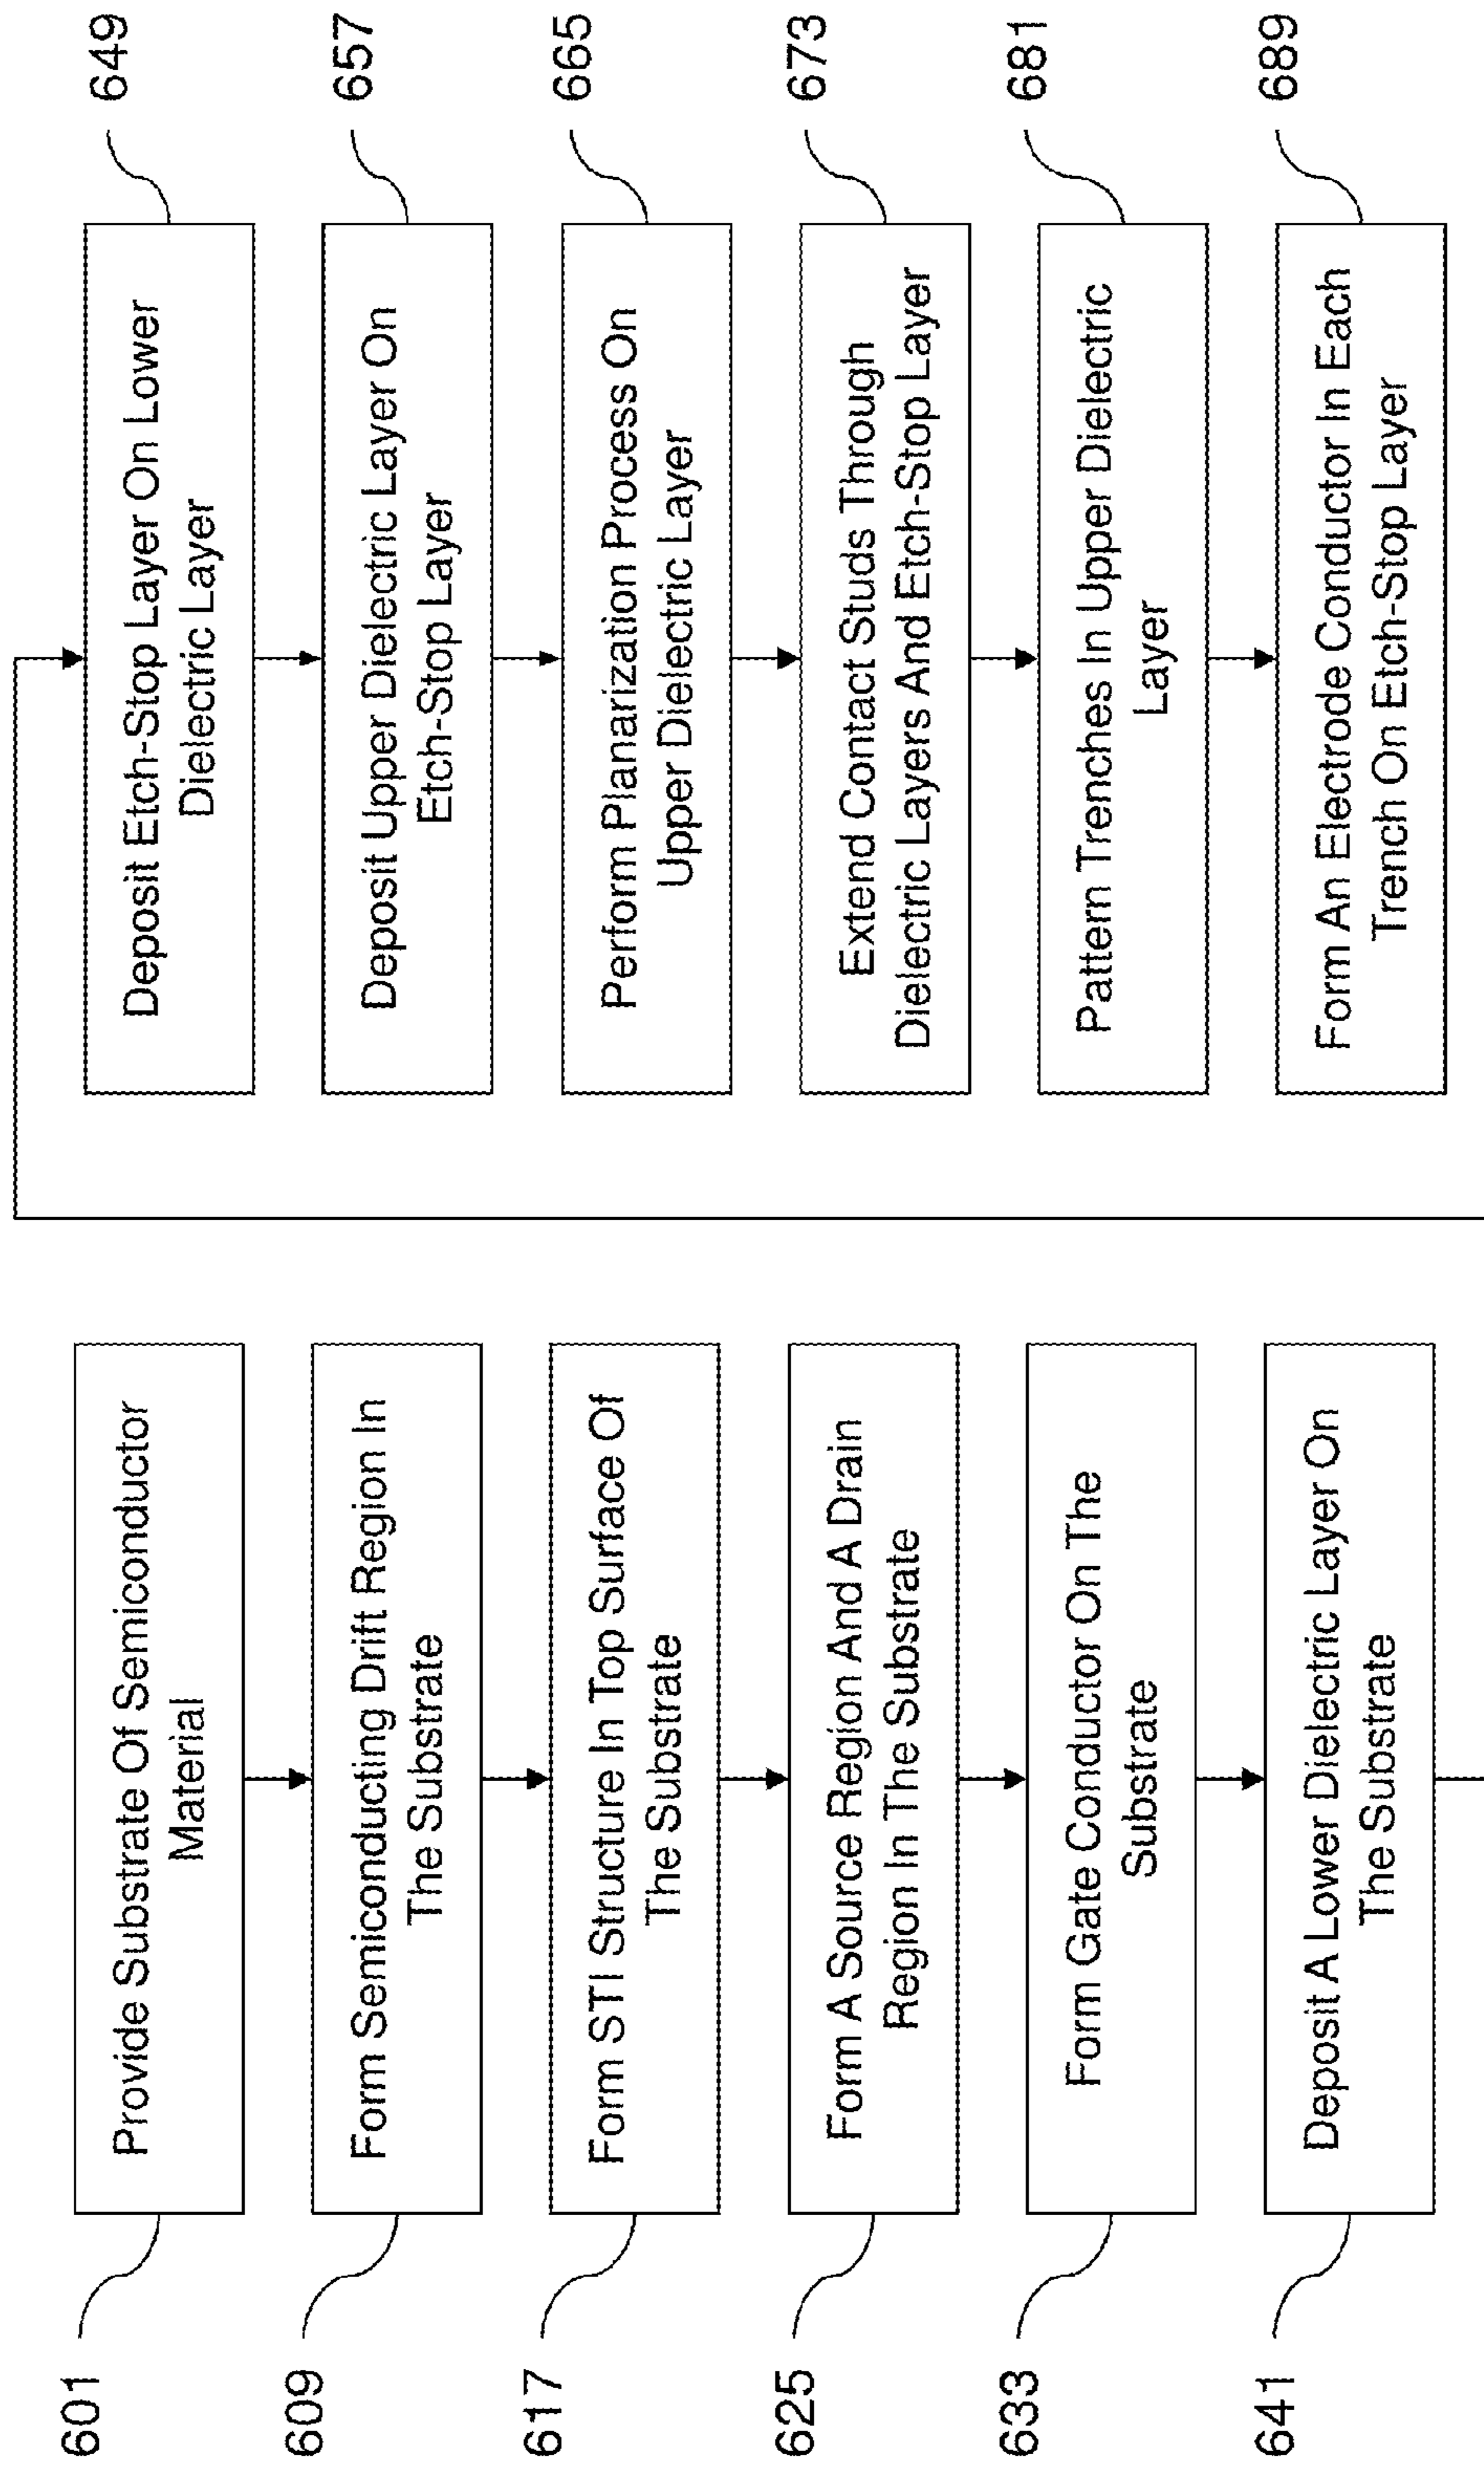 601
Provide Substrate Of Semiconductor
Material
609
Form Semiconducting Drift Region In
The Substrate
617
Form STI Structure In Top Surface Of
The Substrate
625
Form A Source Region And A Drain
Region In The Substrate
633
Form Gate Conductor On The
Substrate
641
Deposit A Lower Dielectric Layer On
The Substrate
649
Deposit Etch-Stop Layer On Lower
Dielectric Layer
657
Deposit Upper Dielectric Layer On
Etch-Stop Layer
665
Perform Planarization Process On
Upper Dielectric Layer
673
Extend Contact Studs Through
Dielectric Layers And Etch-Stop Layer
681
Pattern Trenches In Upper Dielectric
Layer
689
Form An Electrode Conductor In Each
Trench On Etch-Stop Layer